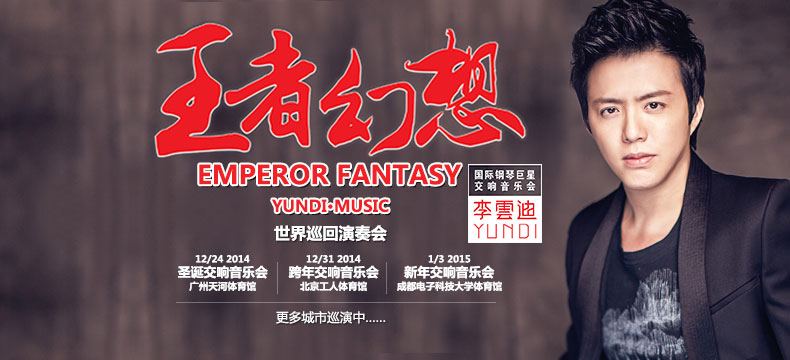 王者幻想
EMPEROR FANTASY
YUNDI·MUSIC
世界巡回演奏会
国际钢琴巨星
交响音乐会
李雲迪
YUNDI
12/24 2014
圣诞交响音乐会
广州天河体育馆
12/31 2014
跨年交响音乐会
北京工人体育馆
1/3 2015
新年交响音乐会
成都电子科技大学体育馆
更多城市巡演中......